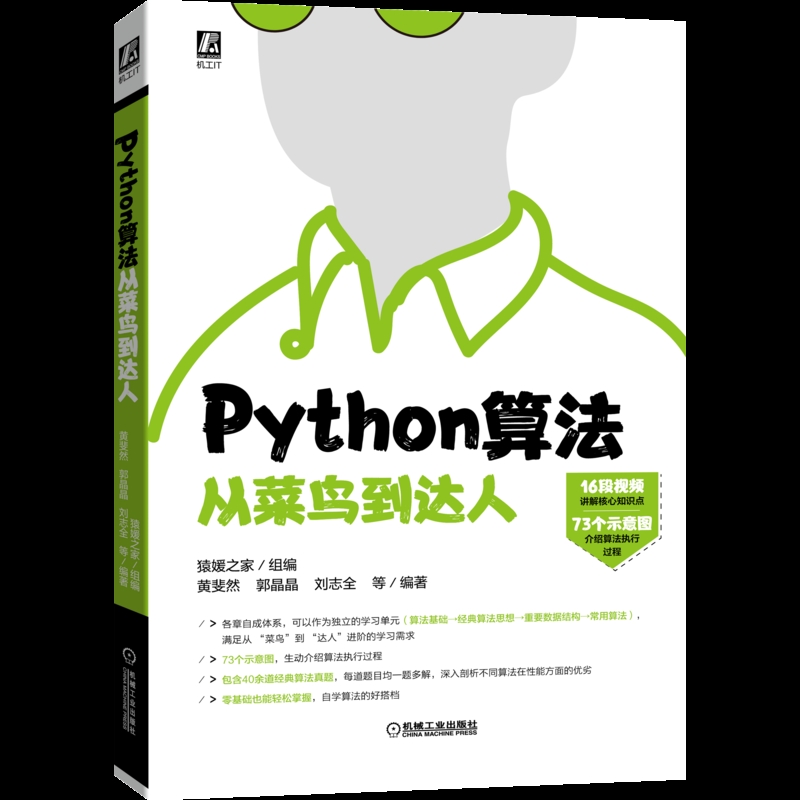 CMP BOOKS
机工IT
Python算法从菜鸟到达人
黄斐然 郭晶晶 刘志全 等/编著
猿媛之家/组编
机械工业出版社
CHINA MACHINE PRESS
CMP BOOKS
机工IT
Python算法
从菜鸟到达人
16段视频
讲解核心知识点
73个示意图
介绍算法执行
过程
猿媛之家/组编
黄斐然 郭晶晶 刘志全 等/编著
/ > 各章自成体系，可以作为独立的学习单元（算法基础→经典算法思想→重要数据结构→常用算法），
满足从“菜鸟”到“达人”进阶的学习需求
/ > 73个示意图，生动介绍算法执行过程
/ > 包含40余道经典算法真题，每道题目均一题多解，深入剖析不同算法在性能方面的优劣
/ > 零基础也能轻松掌握，自学算法的好搭档
机械工业出版社
CHINA MACHINE PRESS